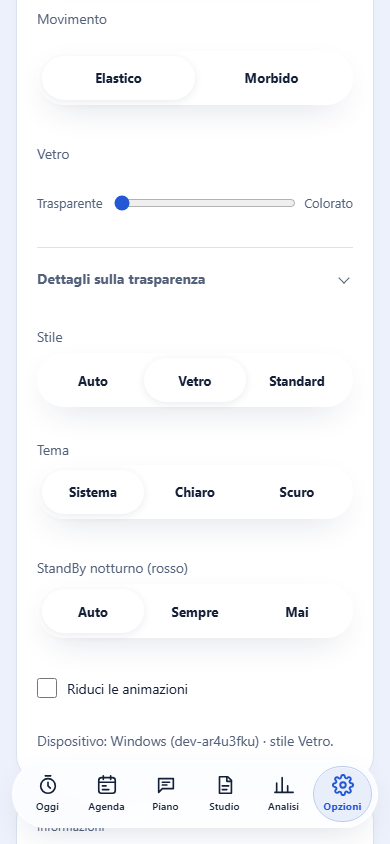 Movimento
Elastico Morbido
Vetro
Trasparente Colorato
Dettagli sulla trasparenza
Stile
Auto Vetro Standard
Tema
Sistema Chiaro Scuro
StandBy notturno (rosso)
Auto Sempre Mai
Riduci le animazioni
Dispositivo: Windows (dev-ar4u3fku) · stile Vetro.
Oggi Agenda Piano Studio Analisi Opzioni
Informazioni